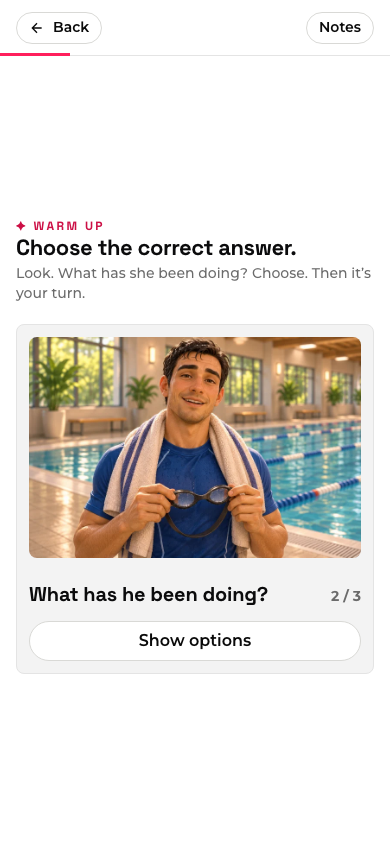 Back
Notes
WARM UP
Choose the correct answer.
Look. What has she been doing? Choose. Then it's
your turn.
What has he been doing?
2 / 3
Show options